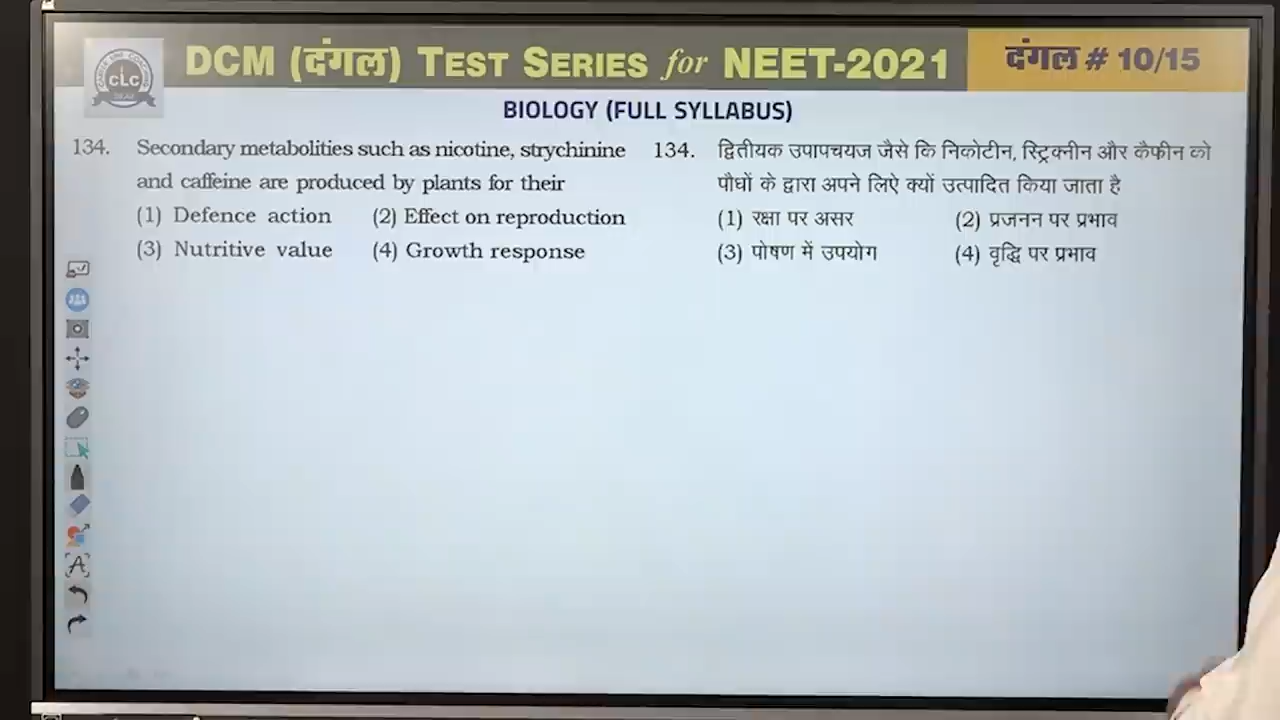 DCM (दंगल) TEST SERIES for NEET-2021
दंगल # 10/15
CLC
BIOLOGY (FULL SYLLABUS)
134. Secondary metabolities such as nicotine, strychinine
and caffeine are produced by plants for their
(1) Defence action (2) Effect on reproduction
(3) Nutritive value (4) Growth response
134. द्वितीयक उपापचयज जैसे कि निकोटीन, स्ट्रिक्नीन और कैफीन को
पौघों के द्वारा अपने लिऐ क्यों उत्पादित किया जाता है
(1) रक्षा पर असर (2) प्रजनन पर प्रभाव
(3) पोषण में उपयोग (4) वृद्धि पर प्रभाव
A